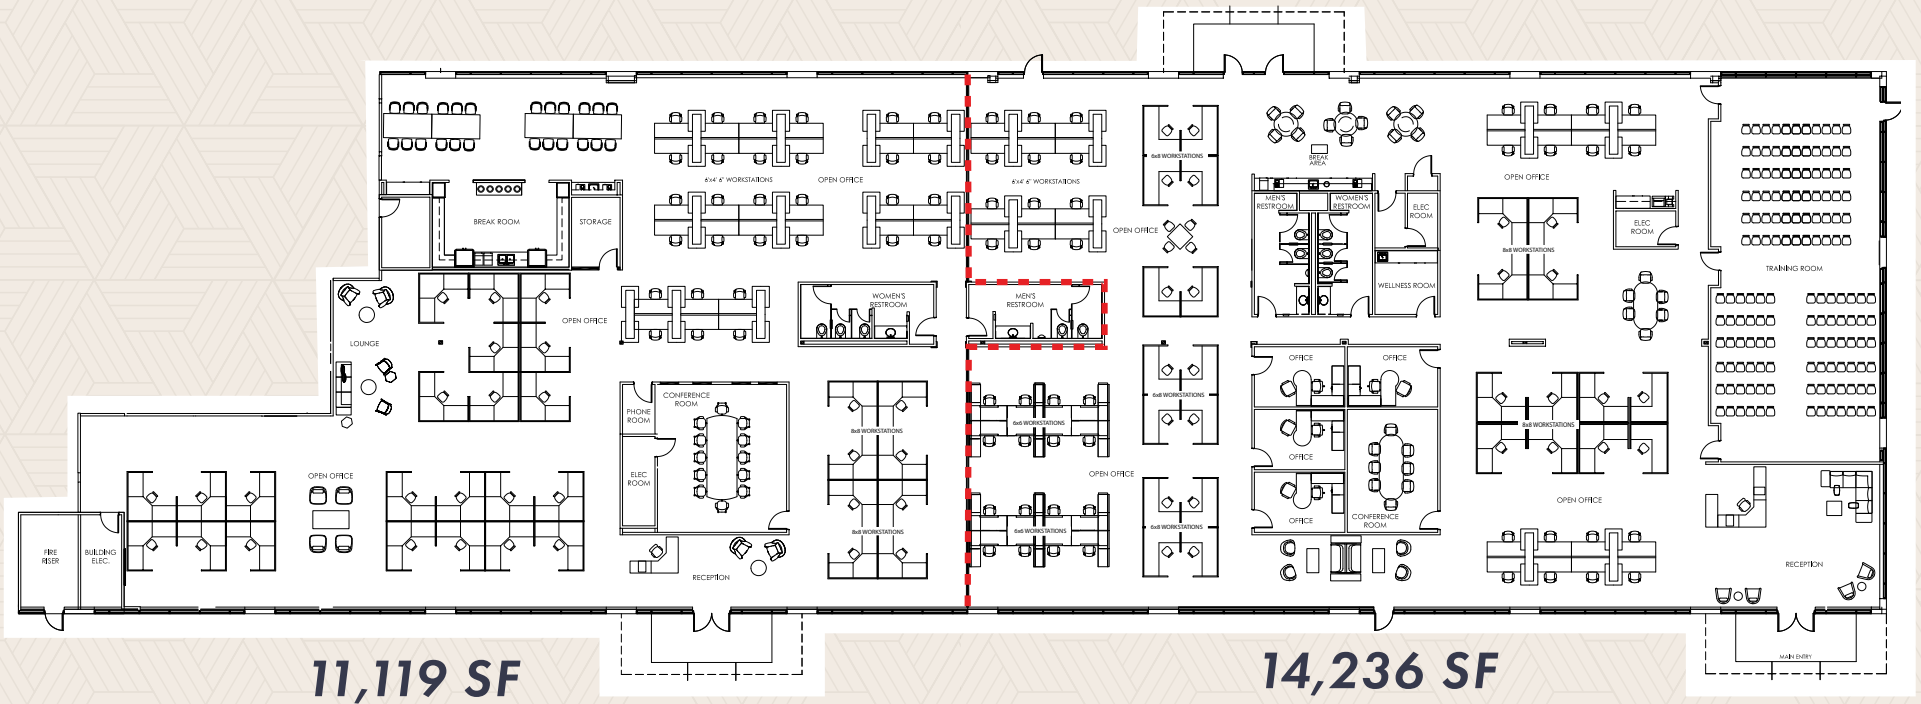 6'x4' 6" WORKSTATIONS
OPEN OFFICE
BREAK ROOM
STORAGE
LOUNGE
OPEN OFFICE
WOMEN'S
RESTROOM
PHONE
ROOM
CONFERENCE
ROOM
ELEC
ROOM
8x8 WORKSTATIONS
8x8 WORKSTATIONS
OPEN OFFICE
FIRE
RISER
BUILDING
ELEC.
RECEPTION
11,119 SF
6'x4' 6" WORKSTATIONS
6x8 WORKSTATIONS
BREAK
AREA
OPEN OFFICE
MEN'S
RESTROOM
WOMEN'S
RESTROOM
ELEC
ROOM
OPEN OFFICE
ELEC
ROOM
8x8 WORKSTATIONS
TRAINING ROOM
WELLNESS ROOM
MEN'S
RESTROOM
OFFICE
OFFICE
6x8 WORKSTATIONS
6x6 WORKSTATIONS
8x8 WORKSTATIONS
OFFICE
OPEN OFFICE
OPEN OFFICE
6x8 WORKSTATIONS
6x6 WORKSTATIONS
OFFICE
CONFERENCE
ROOM
RECEPTION
MAIN ENTRY
14,236 SF